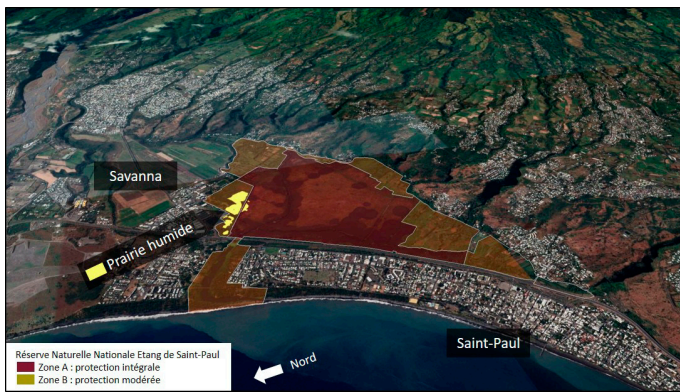 Savanna
Prairie humide
Saint-Paul
Nord
Réserve Naturelle Nationale Etang de Saint-Paul
Zone A : protection intégrale
Zone B : protection modérée